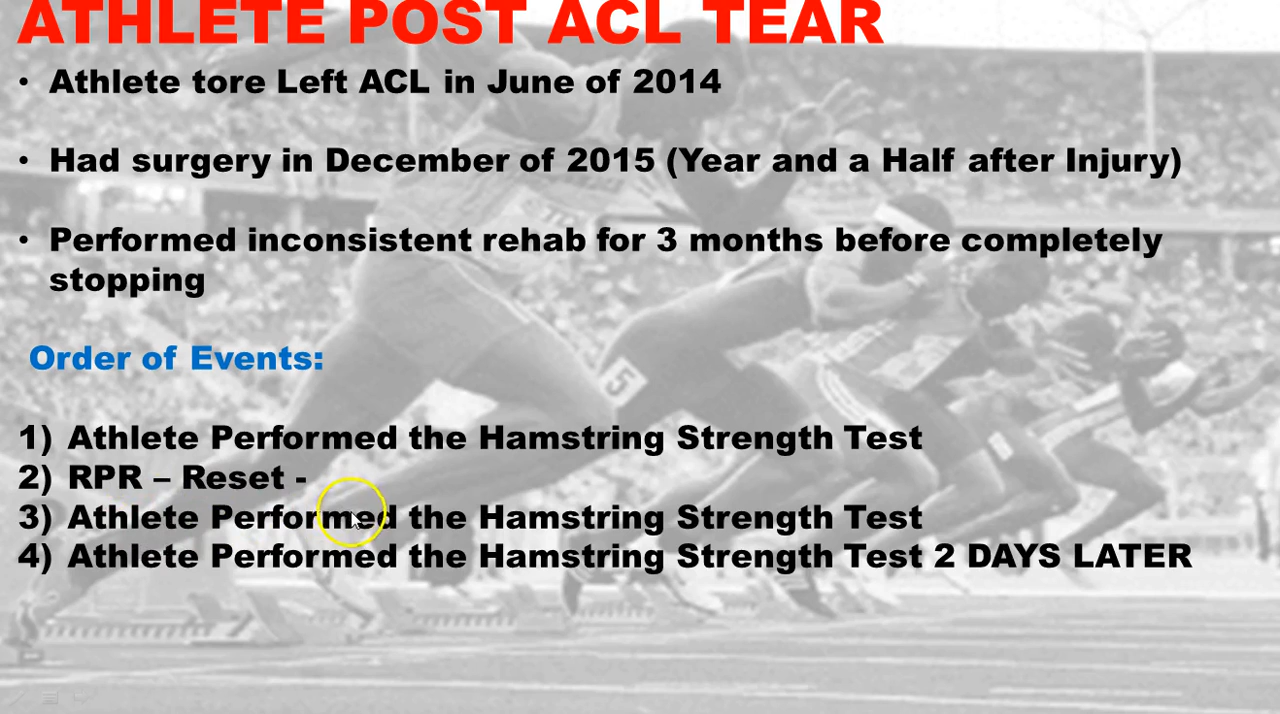 ATHLETE POST ACL TEAR
• Athlete tore Left ACL in June of 2014
• Had surgery in December of 2015 (Year and a Half after Injury)
• Performed inconsistent rehab for 3 months before completely
stopping
Order of Events:
5
1) Athlete Performed the Hamstring Strength Test
2) RPR – Reset -
3) Athlete Performed the Hamstring Strength Test
4) Athlete Performed the Hamstring Strength Test 2 DAYS LATER